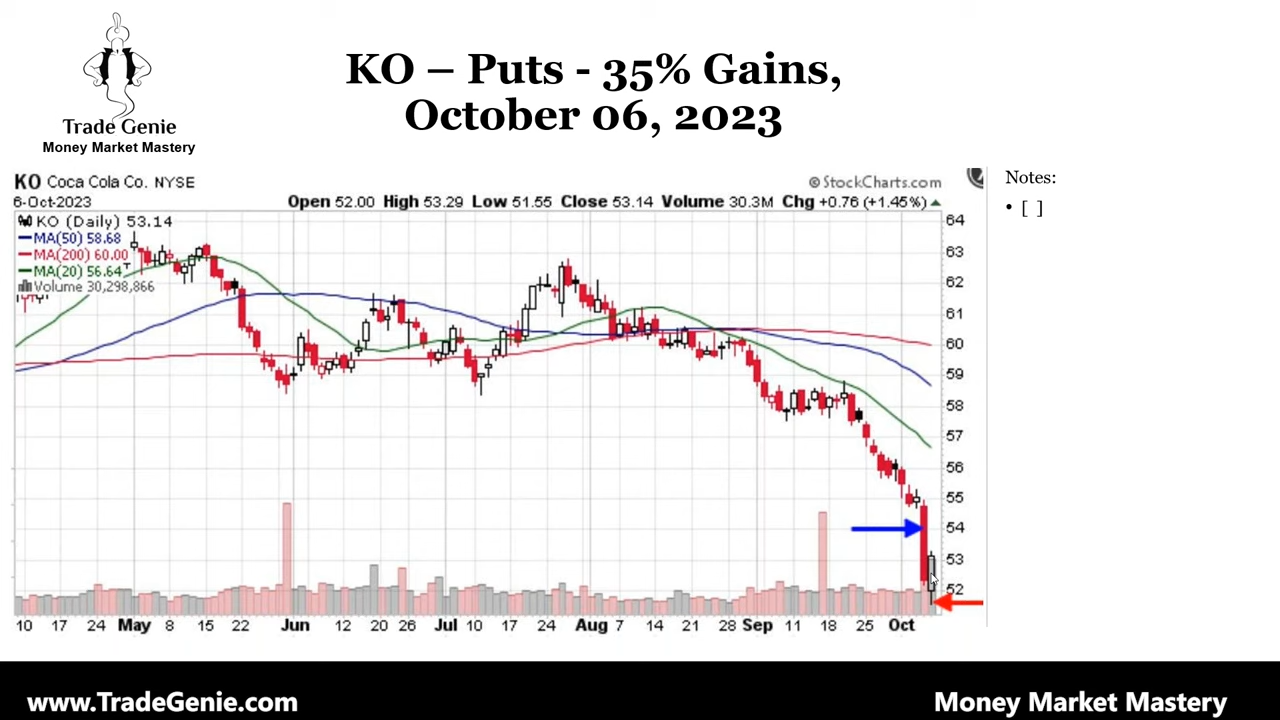 KO – Puts - 35% Gains,
October 06, 2023
Trade Genie
Money Market Mastery
KO Coca Cola Co. NYSE
© StockCharts.com
6-Oct-2023
Open 52.00 High 53.29 Low 51.55 Close 53.14 Volume 30.3M Chg +0.76 (+1.45%)
KO (Daily) 53.14
MA(50) 58.68
MA(200) 60.00
MA(20) 56.64
Volume 30,298,866
64
63
62
61
60
59
58
57
56
55
54
53
52
10 17 24 May 8 15 22 Jun 12 20 26 Jul 10 17 24 Aug 7 14 21 28 Sep 11 18 25 Oct
Notes:
• [ ]
www.TradeGenie.com
Money Market Mastery